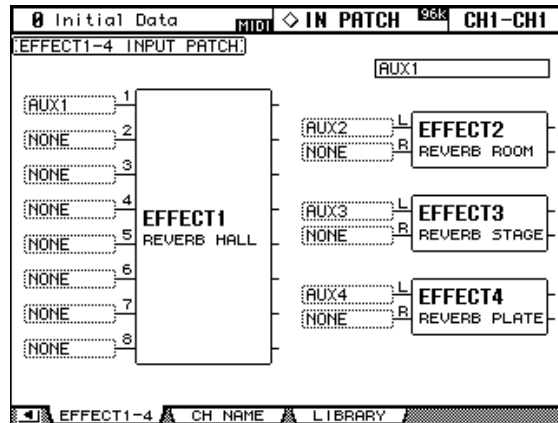 0 Initial Data MIDI ◇ IN PATCH 96K CH1-CH1
EFFECT1-4 INPUT PATCH
AUX1
AUX1 1
NONE 2
NONE 3
NONE 4
NONE 5
NONE 6
NONE 7
NONE 8
EFFECT1
REVERB HALL
AUX2 L
NONE R
EFFECT2
REVERB ROOM
AUX3 L
NONE R
EFFECT3
REVERB STAGE
AUX4 L
NONE R
EFFECT4
REVERB PLATE
EFFECT1-4 CH NAME LIBRARY